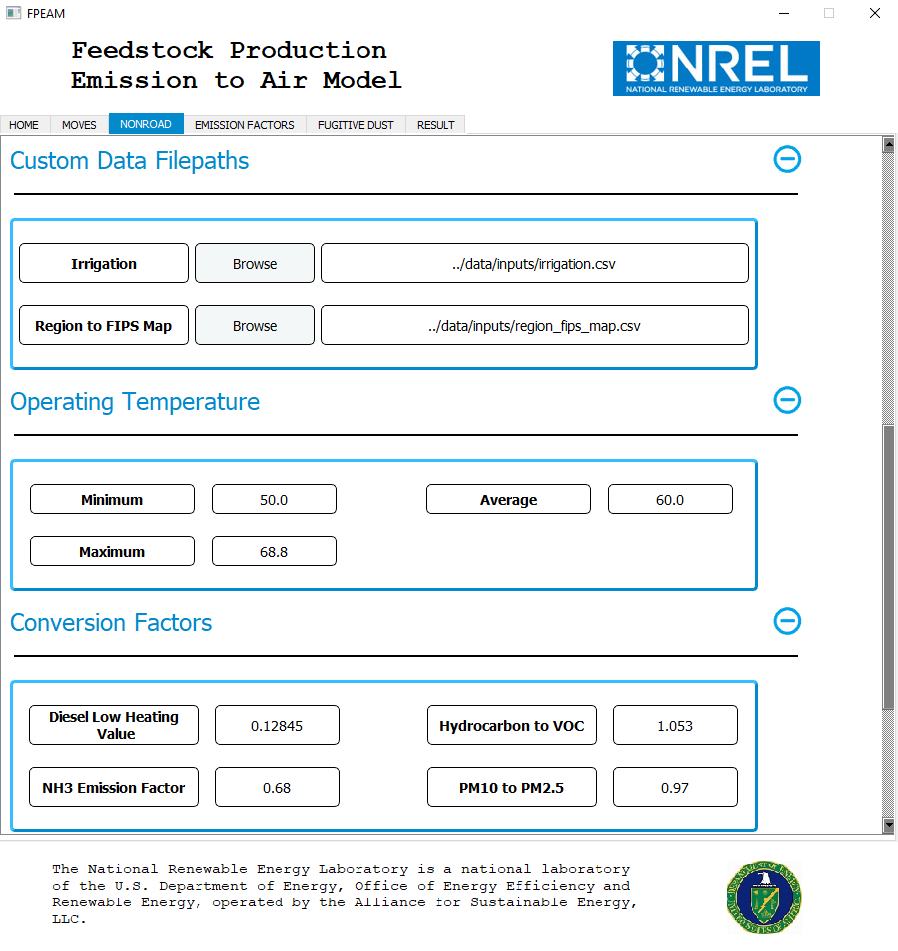 FPEAM
Feedstock Production
Emission to Air Model
NREL
NATIONAL RENEWABLE ENERGY LABORATORY
HOME MOVES NONROAD EMISSION FACTORS FUGITIVE DUST RESULT
Custom Data Filepaths
Irrigation Browse ../data/inputs/irrigation.csv
Region to FIPS Map Browse ../data/inputs/region_fips_map.csv
Operating Temperature
Minimum 50.0 Average 60.0
Maximum 68.8
Conversion Factors
Diesel Low Heating
Value 0.12845 Hydrocarbon to VOC 1.053
NH3 Emission Factor 0.68 PM10 to PM2.5 0.97
The National Renewable Energy Laboratory is a national laboratory
of the U.S. Department of Energy, Office of Energy Efficiency and
Renewable Energy, operated by the Alliance for Sustainable Energy,
LLC.